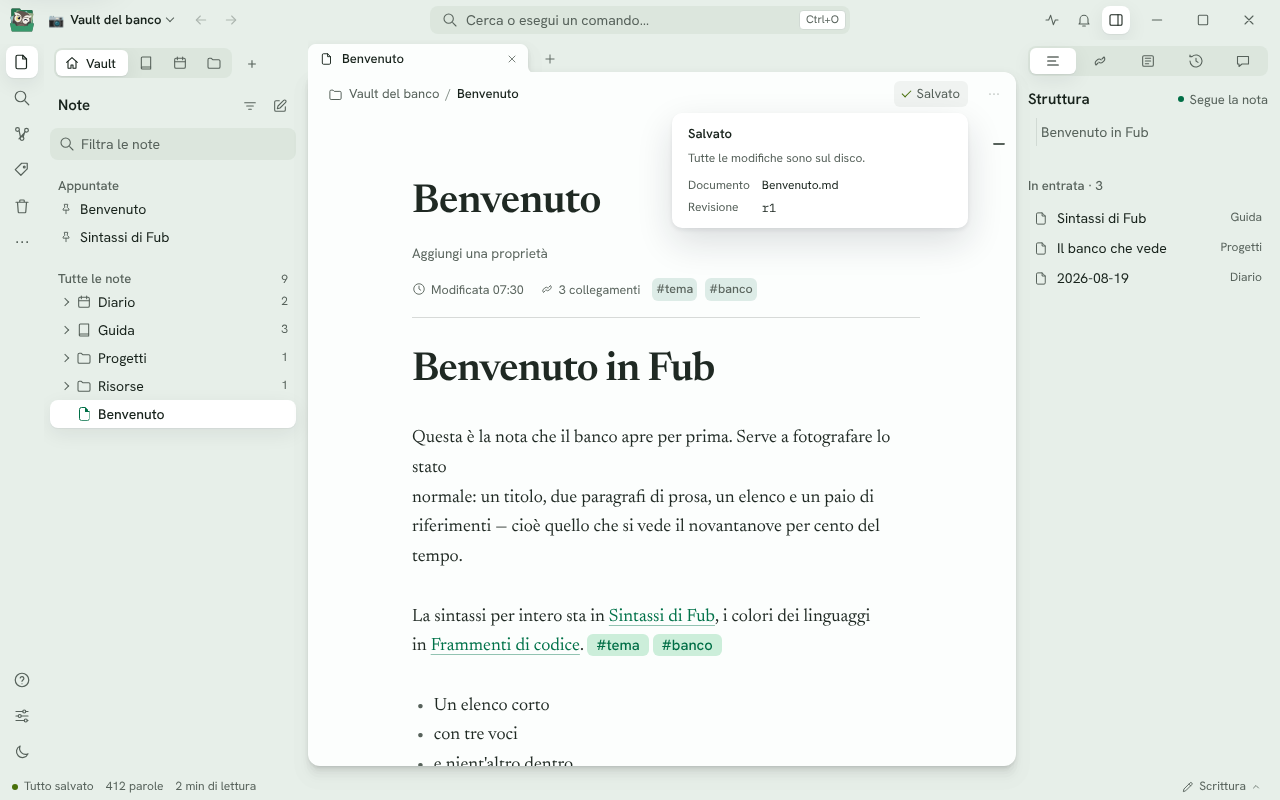 Vault del banco
Cerca o esegui un comando...
Ctrl+O
Vault
Note
Filtra le note
Appuntate
Benvenuto
Sintassi di Fub
Tutte le note 9
Diario 2
Guida 3
Progetti 1
Risorse 1
Benvenuto
Benvenuto
Vault del banco / Benvenuto
Salvato
Salvato
Tutte le modifiche sono sul disco.
Documento Benvenuto.md
Revisione r1
Benvenuto
Aggiungi una proprietà
Modificata 07:30 3 collegamenti #tema #banco
Benvenuto in Fub
Questa è la nota che il banco apre per prima. Serve a fotografare lo
stato
normale: un titolo, due paragrafi di prosa, un elenco e un paio di
riferimenti — cioè quello che si vede il novantanove per cento del
tempo.
La sintassi per intero sta in Sintassi di Fub, i colori dei linguaggi
in Frammenti di codice. #tema #banco
• Un elenco corto
• con tre voci
• e nient'altro dentro
Struttura
Segue la nota
Benvenuto in Fub
In entrata · 3
Sintassi di Fub Guida
Il banco che vede Progetti
2026-08-19 Diario
Tutto salvato 412 parole 2 min di lettura
Scrittura